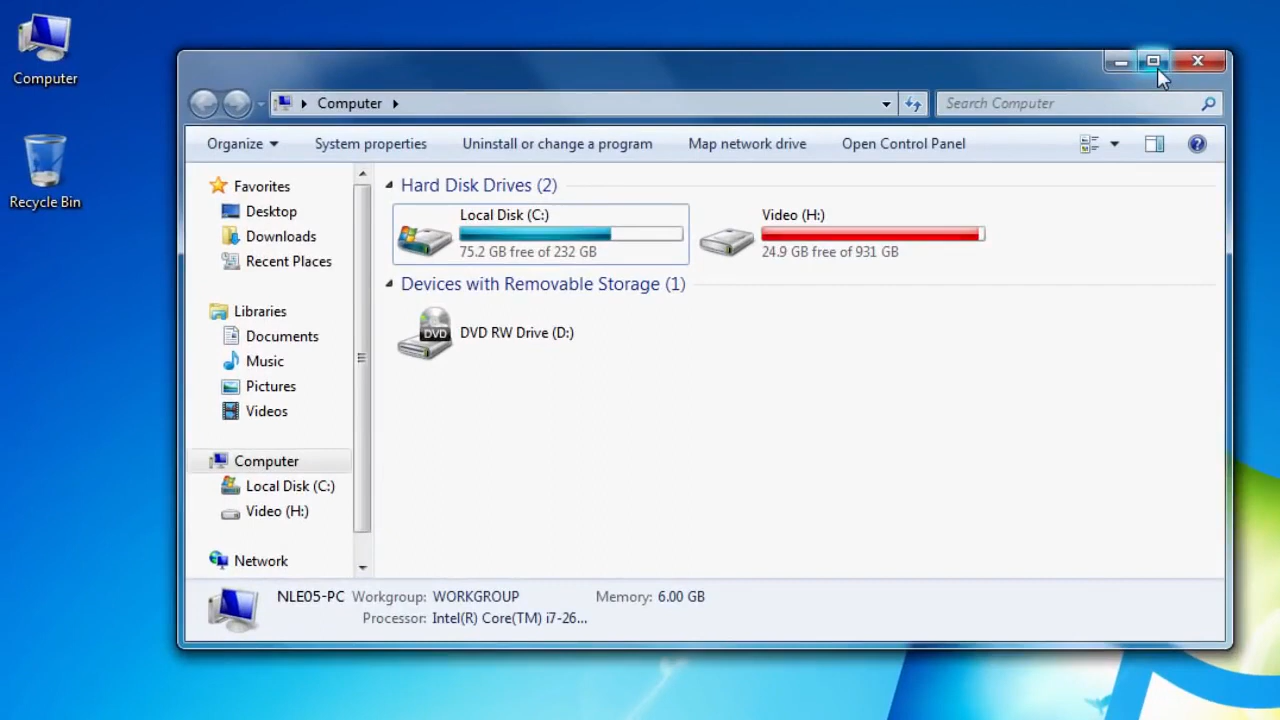 Computer
Recycle Bin
Computer
Search Computer
Organize System properties Uninstall or change a program Map network drive Open Control Panel
Favorites
Desktop
Downloads
Recent Places
Libraries
Documents
Music
Pictures
Videos
Computer
Local Disk (C:)
Video (H:)
Network
Hard Disk Drives (2)
Local Disk (C:)
75.2 GB free of 232 GB
Video (H:)
24.9 GB free of 931 GB
Devices with Removable Storage (1)
DVD
DVD RW Drive (D:)
NLE05-PC Workgroup: WORKGROUP Memory: 6.00 GB
Processor: Intel(R) Core(TM) i7-26...